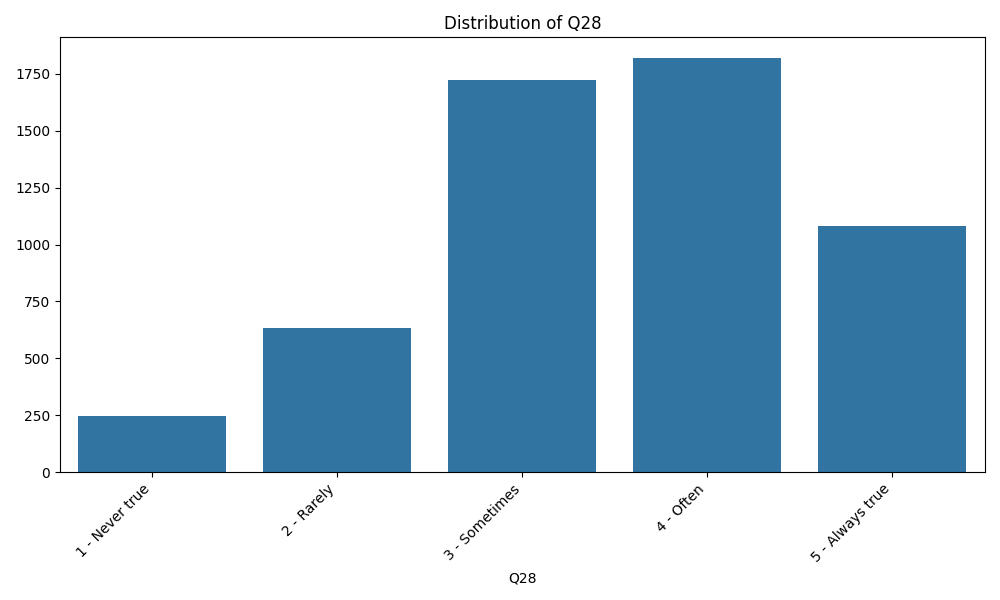 Distribution of Q28
1750
1500
1250
1000
750
500
250
0
1 - Never true
2 - Rarely
3 - Sometimes
4 - Often
5 - Always true
Q28